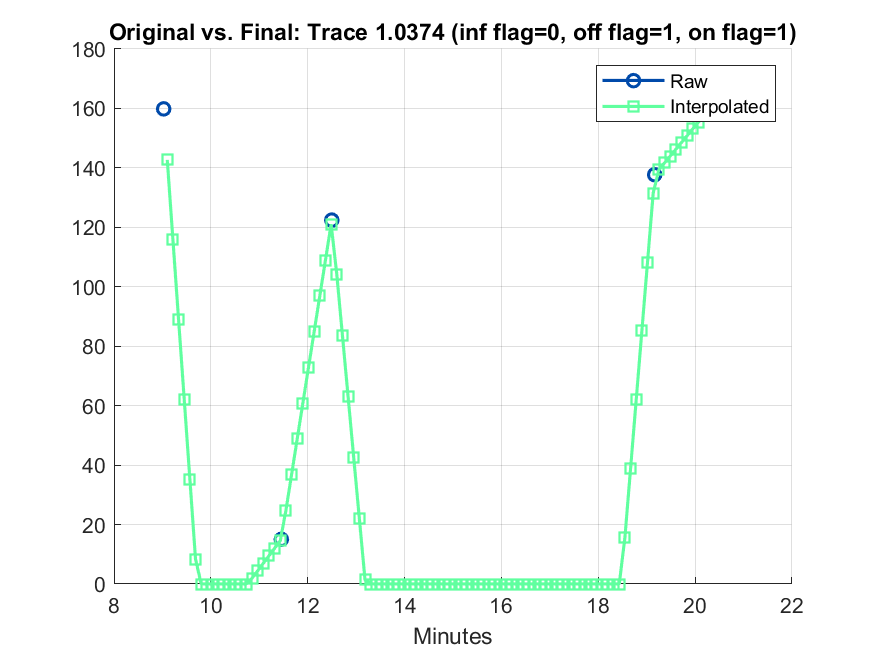 Original vs. Final: Trace 1.0374 (inf flag=0, off flag=1, on flag=1)
180
160
140
120
100
80
60
40
20
0
Raw
Interpolated
8 10 12 14 16 18 20 22
Minutes